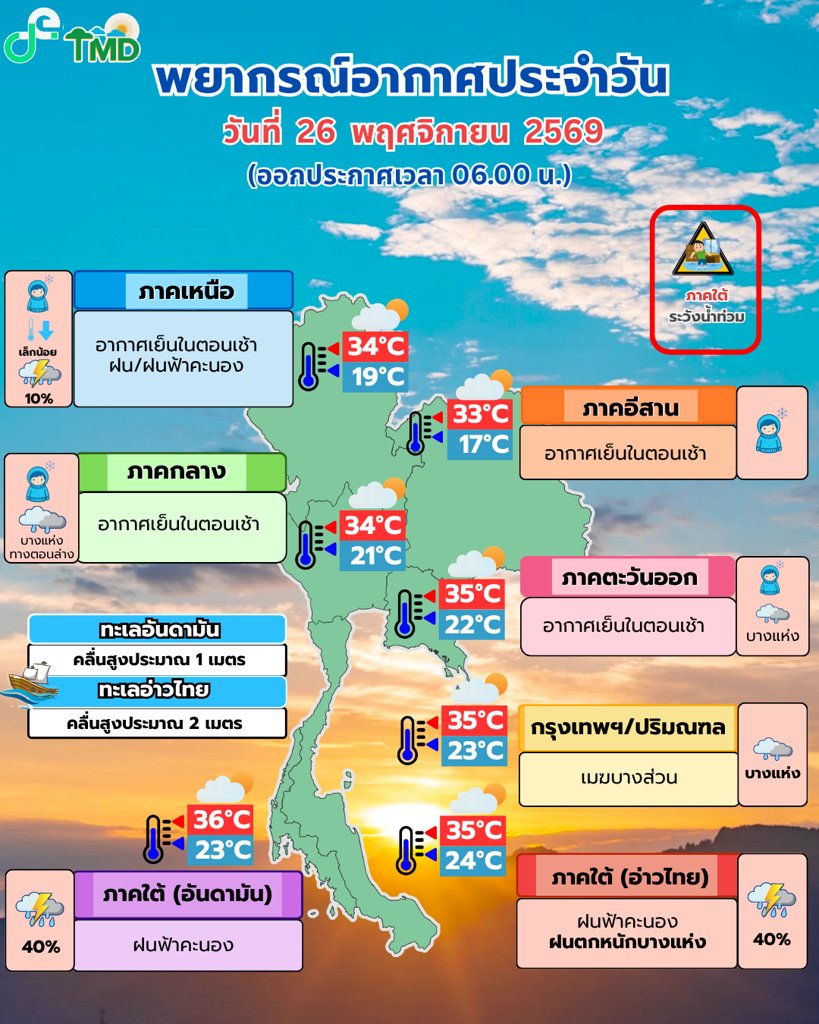 TMD
พยากรณ์อากาศประจำวัน
วันที่ 26 พฤศจิกายน 2569
(ออกประกาศเวลา 06.00 น.)
ภาคใต้
ระวังน้ำท่วม
ภาคเหนือ
อากาศเย็นในตอนเช้า
ฝน/ฝนฟ้าคะนอง
เล็กน้อย
10%
34°C
19°C
33°C
17°C
ภาคอีสาน
อากาศเย็นในตอนเช้า
ภาคกลาง
อากาศเย็นในตอนเช้า
บางแห่ง
ทางตอนล่าง
34°C
21°C
35°C
22°C
ภาคตะวันออก
อากาศเย็นในตอนเช้า
บางแห่ง
ทะเลอันดามัน
คลื่นสูงประมาณ 1 เมตร
ทะเลอ่าวไทย
คลื่นสูงประมาณ 2 เมตร
35°C
23°C
กรุงเทพฯ/ปริมณฑล
เมฆบางส่วน
บางแห่ง
36°C
23°C
35°C
24°C
ภาคใต้ (อันดามัน)
ฝนฟ้าคะนอง
40%
ภาคใต้ (อ่าวไทย)
ฝนฟ้าคะนอง
ฝนตกหนักบางแห่ง
40%